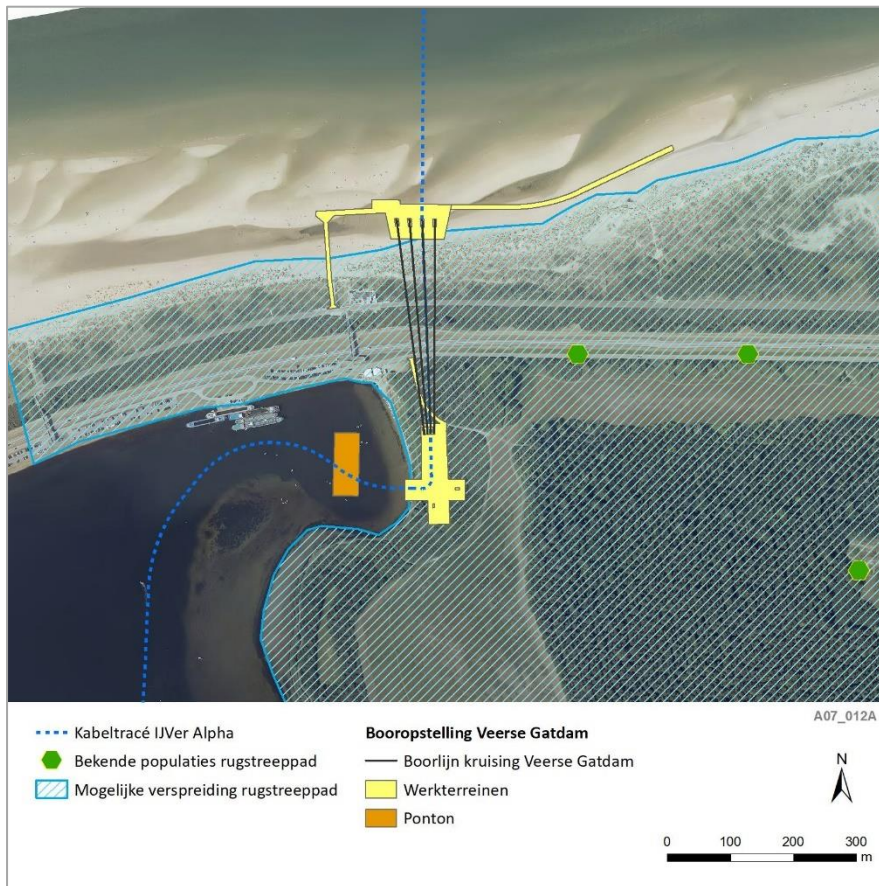 A07_012A
Kabeltracé IJVer Alpha
Bekende populaties rugstreeppad
Mogelijke verspreiding rugstreeppad
Booropstelling Veerse Gatdam
Boorlijn kruising Veerse Gatdam
Werkterreinen
Ponton
N
0 100 200 300
m